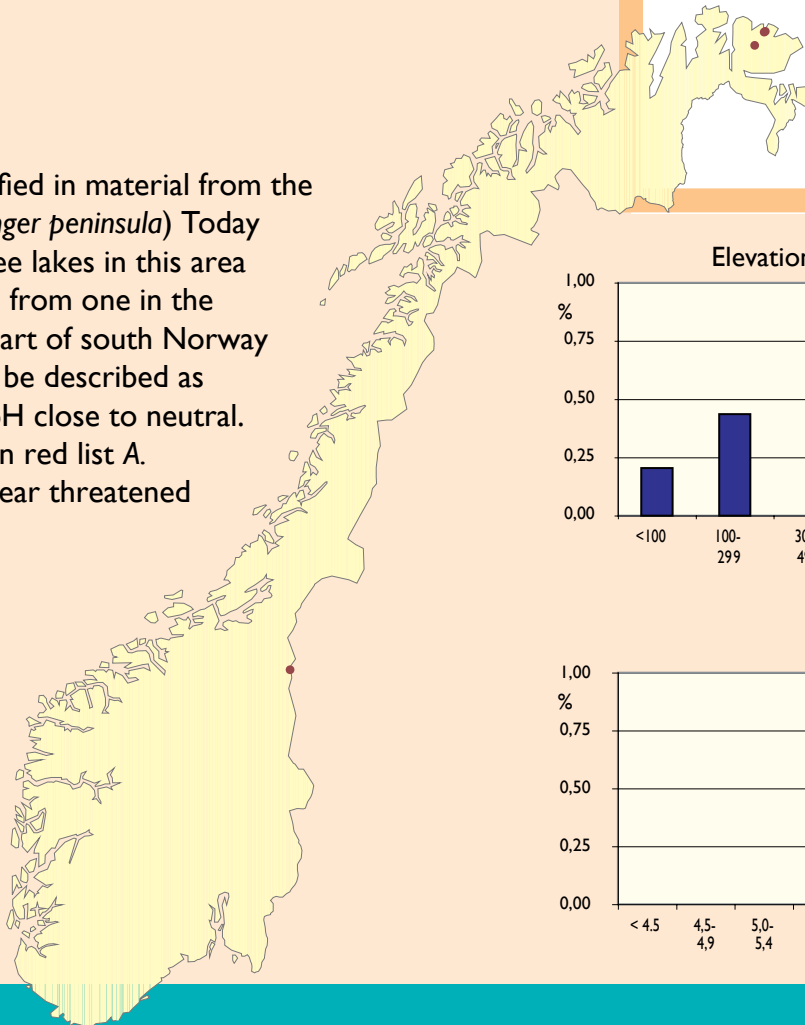 fied in material from the
ger peninsula) Today
ee lakes in this area
from one in the
art of south Norway
be described as
H close to neutral.
n red list A.
ear threatened
Elevation
1,00
%
0,75
0,50
0,25
0,00
<100
100-
299
1,00
%
0,75
0,50
0,25
0,00
< 4.5
4,5-
4,9
5,0-
5,4